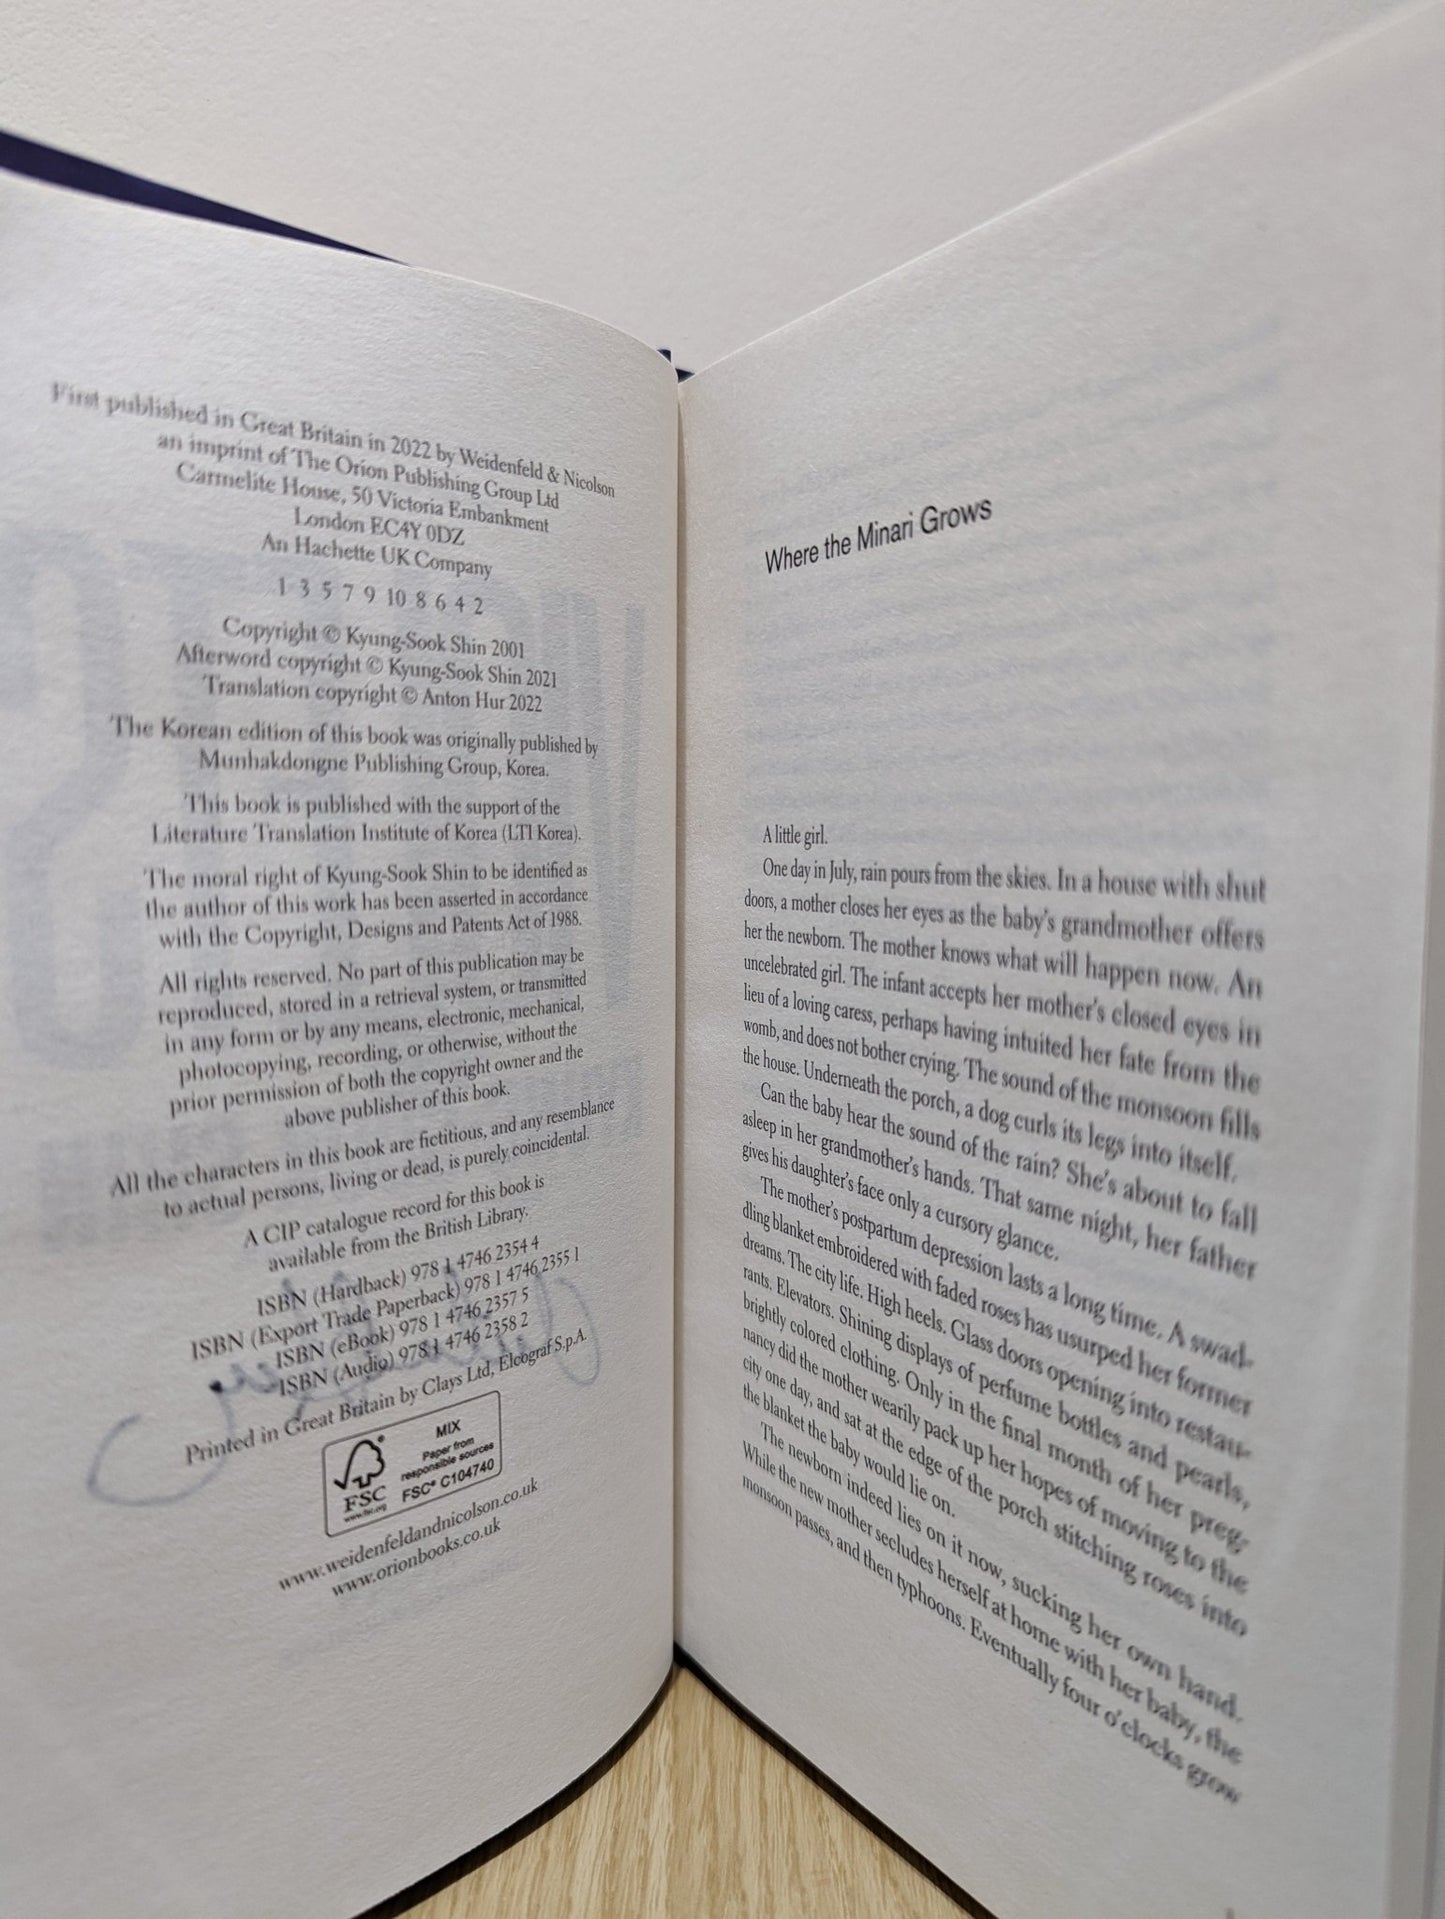 First published in Great Britain in 2022 by Weidenfeld & Nicolson
an imprint of The Orion Publishing Group Ltd
Carmelite House, 50 Victoria Embankment
London EC4Y 0DZ
An Hachette UK Company
1 3 5 7 9 10 8 6 4 2
Copyright © Kyung-Sook Shin 2001
Afterword copyright © Kyung-Sook Shin 2021
Translation copyright © Anton Hur 2022
The Korean edition of this book was originally published by
Munhakdongne Publishing Group, Korea.
This book is published with the support of the
Literature Translation Institute of Korea (LTI Korea).
The moral right of Kyung-Sook Shin to be identified as
the author of this work has been asserted in accordance
with the Copyright, Designs and Patents Act of 1988.
All rights reserved. No part of this publication may be
reproduced, stored in a retrieval system, or transmitted
in any form or by any means, electronic, mechanical,
photocopying, recording, or otherwise, without the
prior permission of both the copyright owner and the
above publisher of this book.
All the characters in this book are fictitious, and any resemblance
to actual persons, living or dead, is purely coincidental.
A CIP catalogue record for this book is
available from the British Library.
ISBN (Hardback) 978 1 4746 2354 4
ISBN (Export Trade Paperback) 978 1 4746 2355 1
ISBN (eBook) 978 1 4746 2357 5
ISBN (Audio) 978 1 4746 2358 2
Printed in Great Britain by Clays Ltd, Elcograf S.p.A.
MIX
Paper from
responsible sources
FSC® C104740
FSC
www.fsc.org
www.weidenfeldandnicolson.co.uk
www.orionbooks.co.uk
Where the Minari Grows
A little girl.
One day in July, rain pours from the skies. In a house with shut
doors, a mother closes her eyes as the baby's grandmother offers
her the newborn. The mother knows what will happen now. An
uncelebrated girl. The infant accepts her mother's closed eyes in
lieu of a loving caress, perhaps having intuited her fate from the
womb, and does not bother crying. The sound of the monsoon fills
the house. Underneath the porch, a dog curls its legs into itself.
Can the baby hear the sound of the rain? She's about to fall
asleep in her grandmother's hands. That same night, her father
gives his daughter's face only a cursory glance.
The mother's postpartum depression lasts a long time. A swad-
dling blanket embroidered with faded roses has usurped her former
dreams. The city life. High heels. Glass doors opening into restau-
rants. Elevators. Shining displays of perfume bottles and pearls,
brightly colored clothing. Only in the final month of her preg-
nancy did the mother wearily pack up her hopes of moving to the
city one day, and sat at the edge of the porch stitching roses into
the blanket the baby would lie on.
The newborn indeed lies on it now, sucking her own hand.
While the new mother secludes herself at home with her baby, the
monsoon passes, and then typhoons. Eventually four o'clocks grow